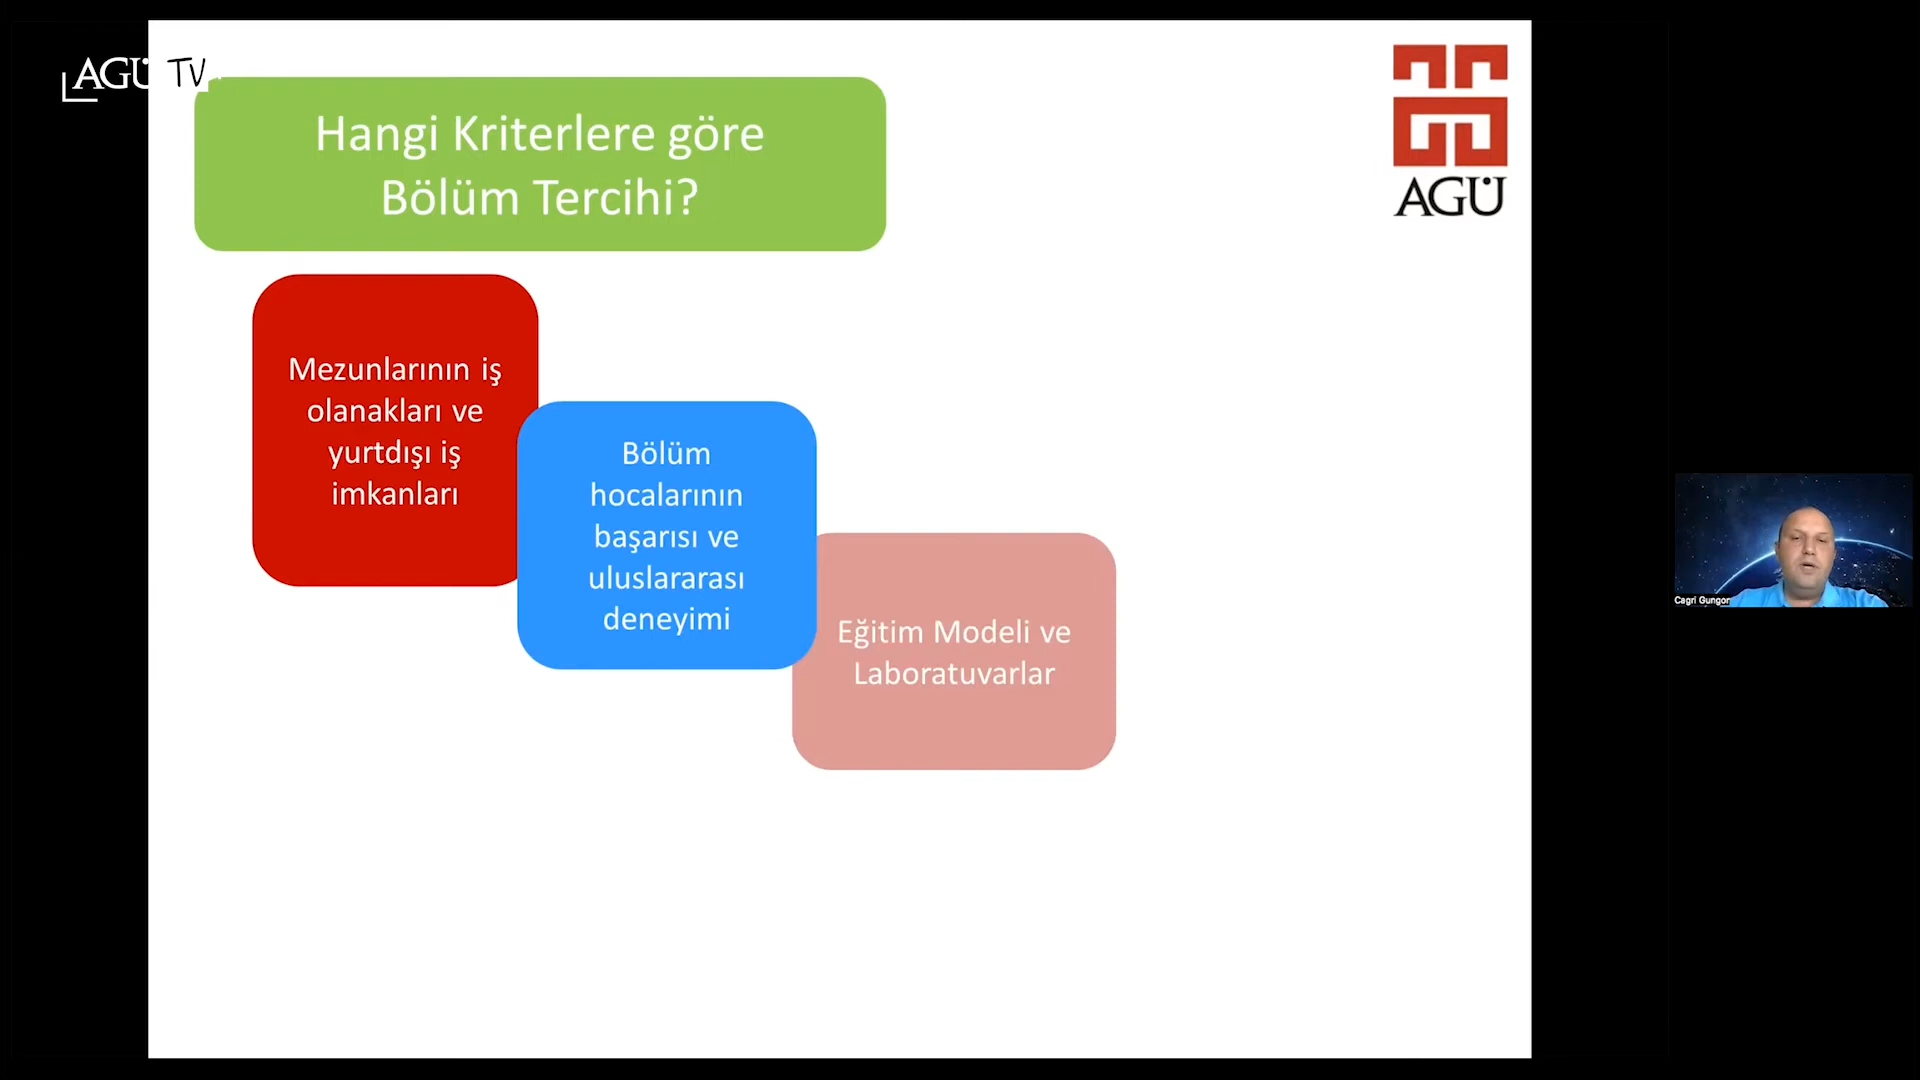 AGÜ TV
Hangi Kriterlere göre
Bölüm Tercihi?
AGÜ
Mezunlarının iş
olanakları ve
yurtdışı iş
imkanları
Bölüm
hocalarının
başarısı ve
uluslararası
deneyimi
Eğitim Modeli ve
Laboratuvarlar
Cagri Gungor